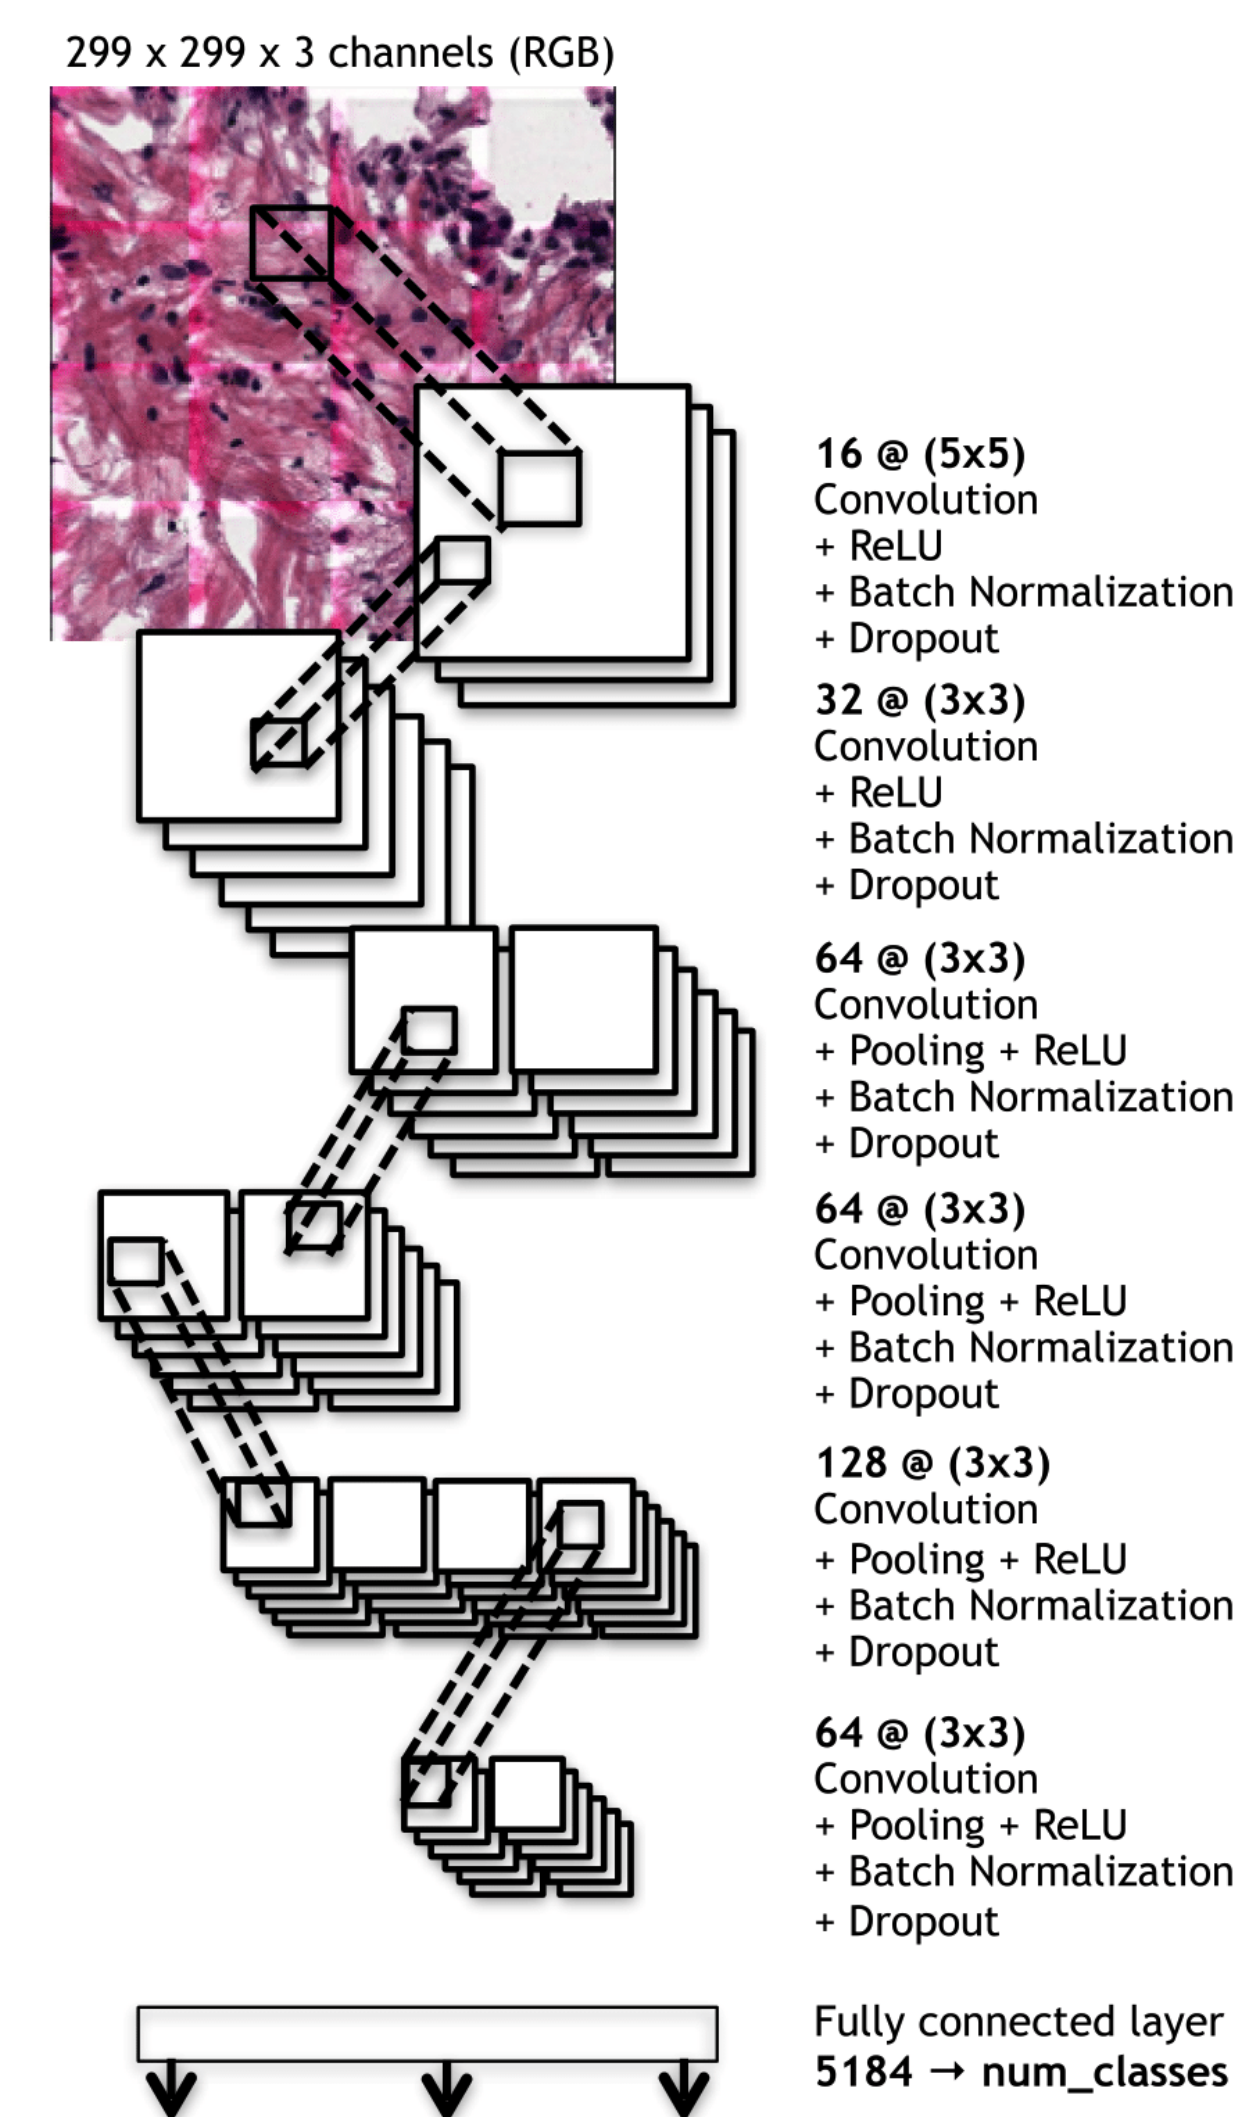 299 x 299 x 3 channels (RGB)
16 @ (5x5)
Convolution
+ ReLU
+ Batch Normalization
+ Dropout
32 @ (3x3)
Convolution
+ ReLU
+ Batch Normalization
+ Dropout
64 @ (3x3)
Convolution
+ Pooling + ReLU
+ Batch Normalization
+ Dropout
64 @ (3x3)
Convolution
+ Pooling + ReLU
+ Batch Normalization
+ Dropout
128 @ (3x3)
Convolution
+ Pooling + ReLU
+ Batch Normalization
+ Dropout
64 @ (3x3)
Convolution
+ Pooling + ReLU
+ Batch Normalization
+ Dropout
Fully connected layer
5184 → num_classes